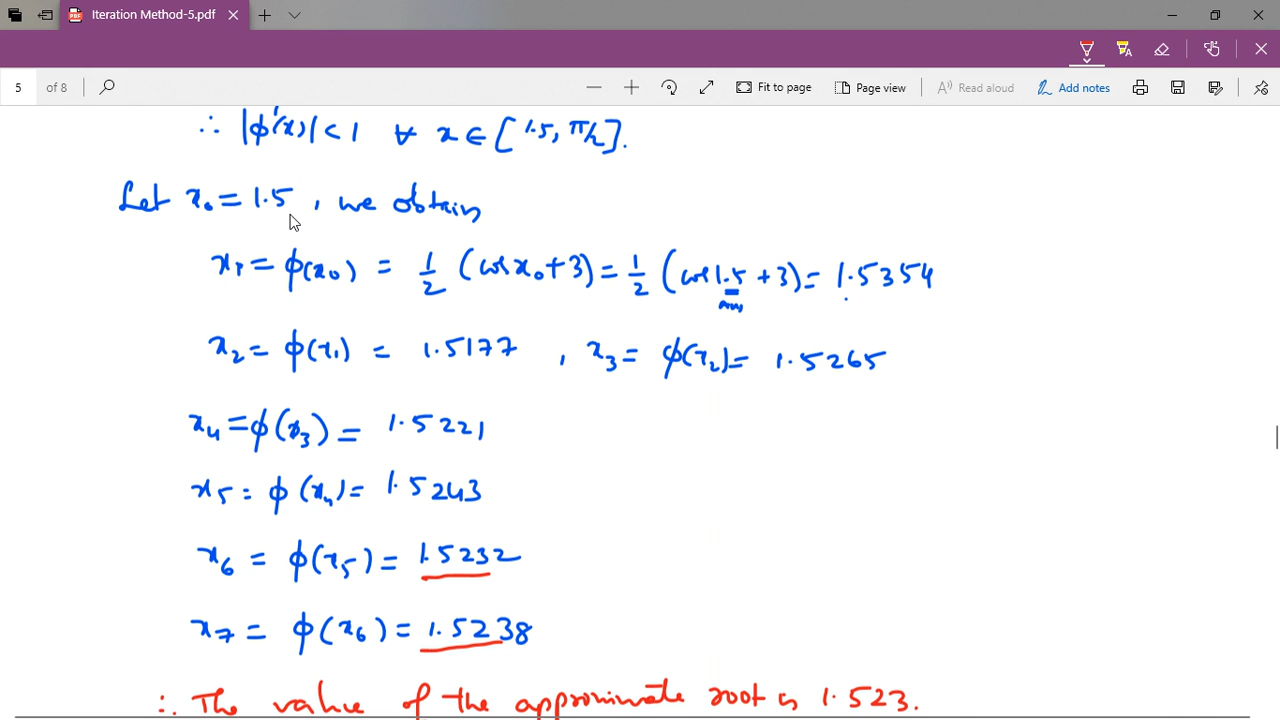 Iteration Method-5.pdf
5 of 8 Fit to page Page view Read aloud Add notes
∴ |φ'(x)| < 1 ∀ x ∈ [1.5, π/2].
Let x₀ = 1.5, we obtain
x₁ = φ(x₀) = 1/2 (cos x₀ + 3) = 1/2 (cos 1.5 + 3) = 1.5354
x₂ = φ(x₁) = 1.5177, x₃ = φ(x₂) = 1.5265
x₄ = φ(x₃) = 1.5221
x₅ = φ(x₄) = 1.5243
x₆ = φ(x₅) = 1.5232
x₇ = φ(x₆) = 1.5238
∴ The value of the approximate root is 1.523.